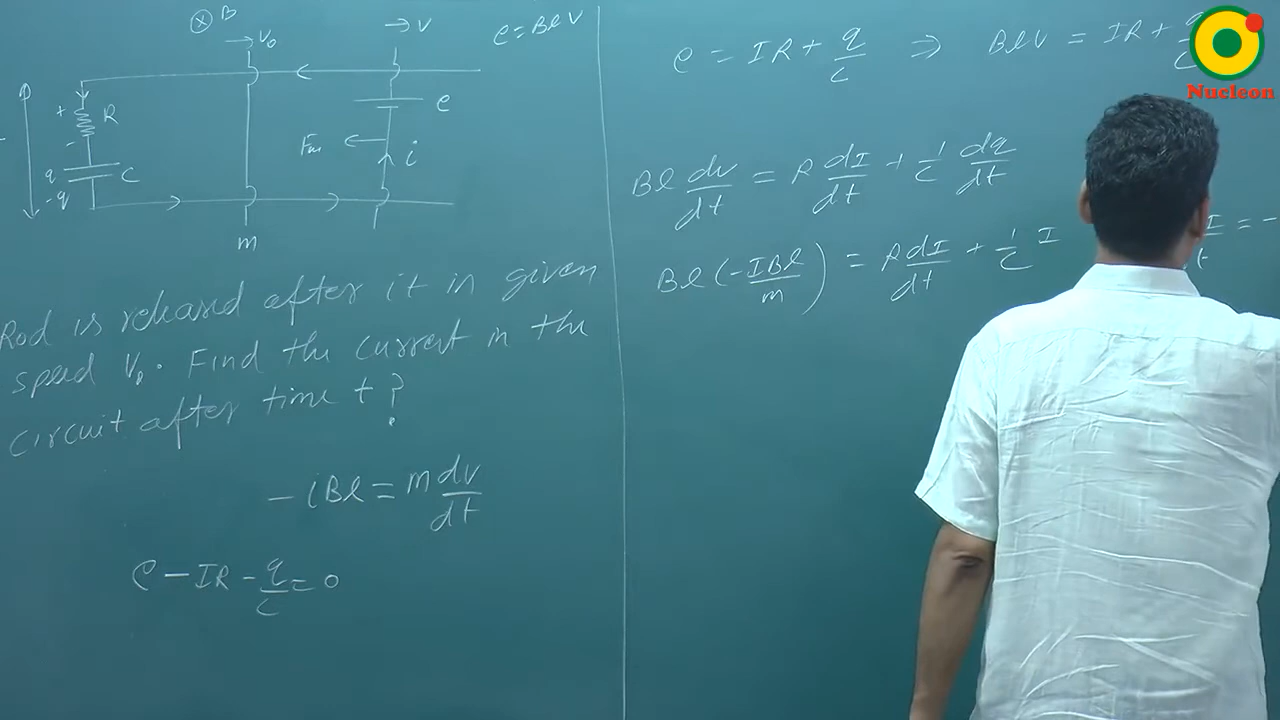 ⊗ B
→ V₀
→ V
e = Blv
+
R
-
q
-q
C
Fm
e
i
m
Rod is released after it in given
speed V₀. Find the current in the
circuit after time t?
- iBl = m dv/dt
e - IR - q/c = 0
e = IR + q/c ⇒ BlV = IR + q/c
Bl dv/dt = R dI/dt + 1/c dq/dt
Bl(-IBl/m) = R dI/dt + 1/c I
= -
Nucleon